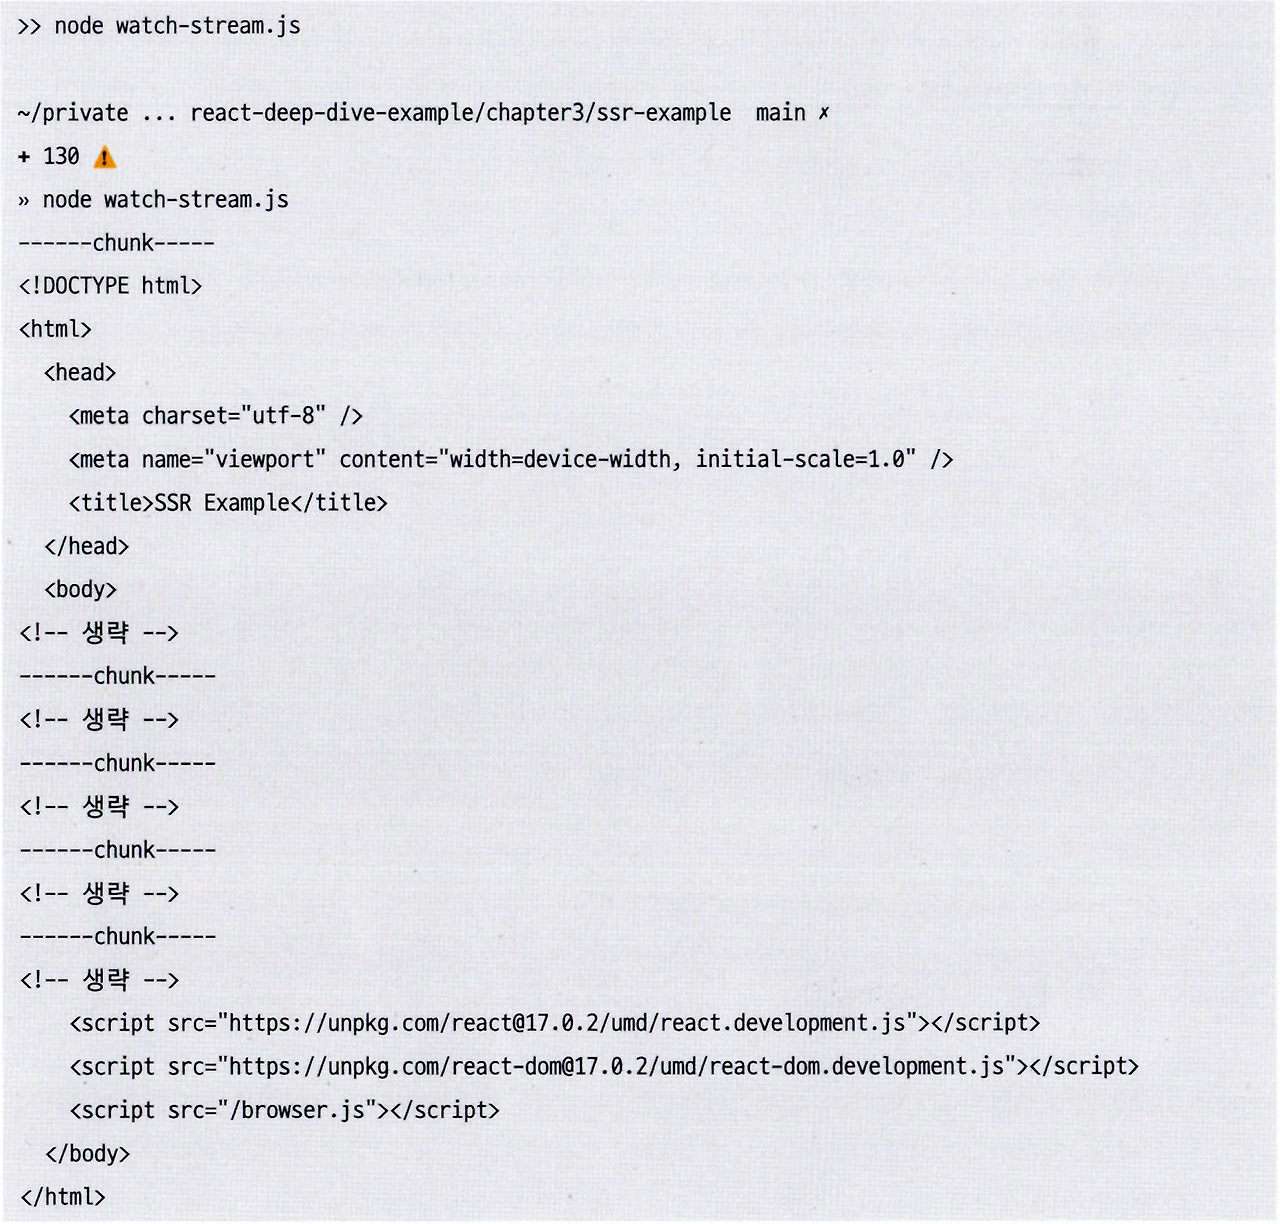 >> node watch-stream.js
~/private ... react-deep-dive-example/chapter3/ssr-example  main ✗
+ 130 ⚠
» node watch-stream.js
------chunk-----
<!DOCTYPE html>
<html>
  <head>
    <meta charset="utf-8" />
    <meta name="viewport" content="width=device-width, initial-scale=1.0" />
    <title>SSR Example</title>
  </head>
  <body>
<!-- 생략 -->
------chunk-----
<!-- 생략 -->
------chunk-----
<!-- 생략 -->
------chunk-----
<!-- 생략 -->
------chunk-----
<!-- 생략 -->
    <script src="https://unpkg.com/react@17.0.2/umd/react.development.js"></script>
    <script src="https://unpkg.com/react-dom@17.0.2/umd/react-dom.development.js"></script>
    <script src="/browser.js"></script>
  </body>
</html>